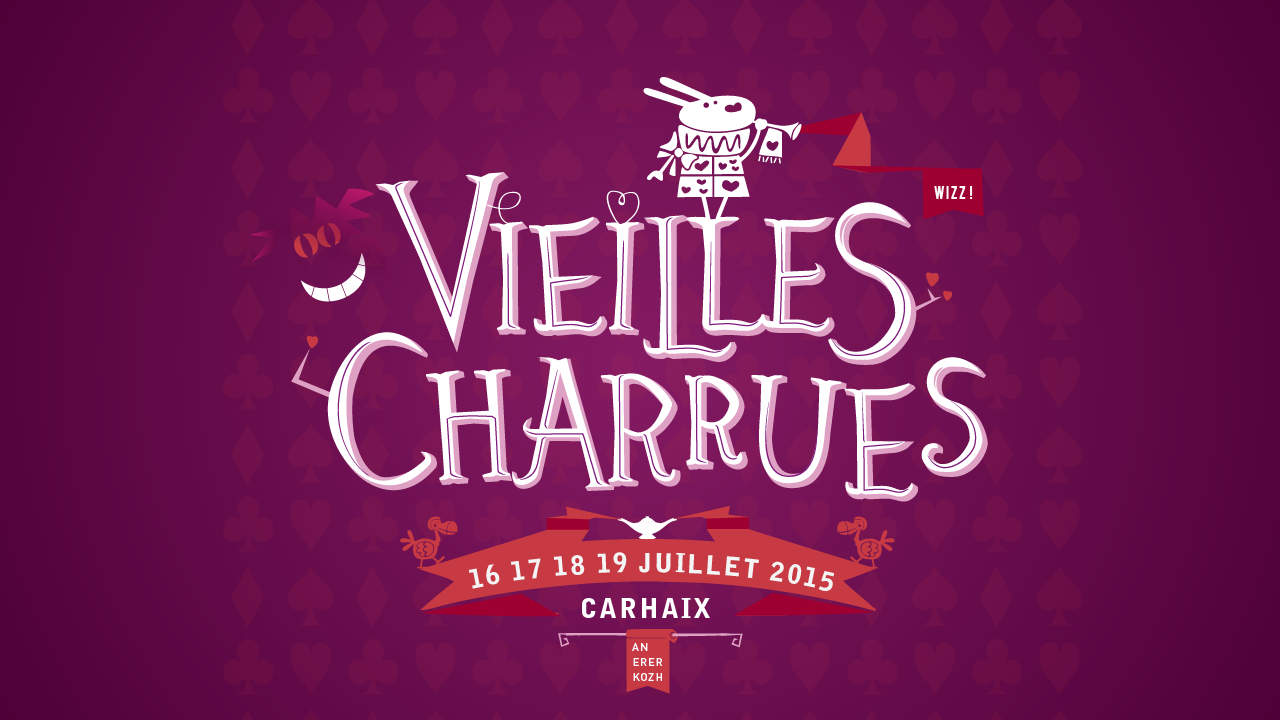 WIZZ!
VIEILLES
CHARRUES
16 17 18 19 JUILLET 2015
CARHAIX
AN
ERER
KOZH